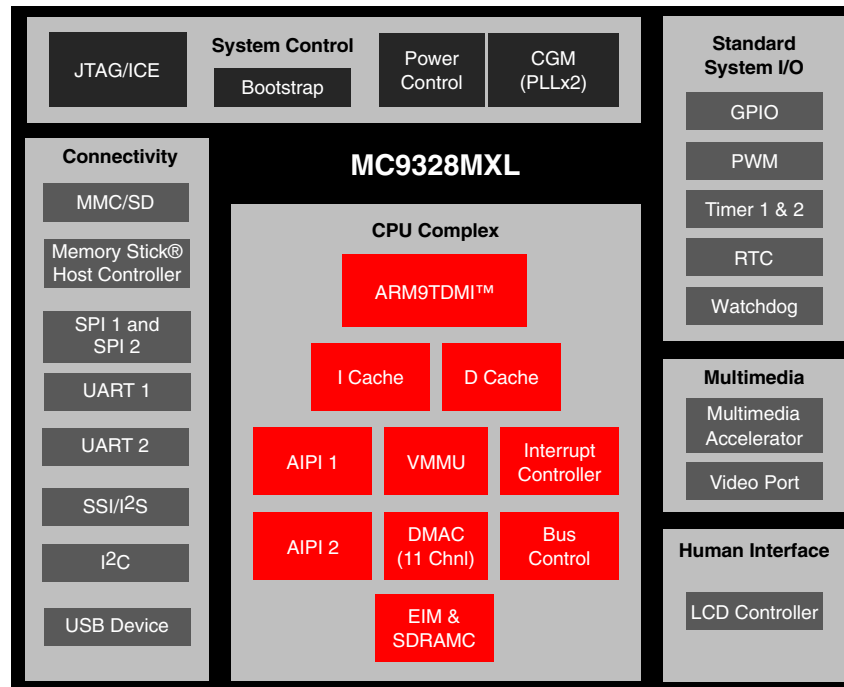 System Control
JTAG/ICE
Bootstrap
Power
Control
CGM
(PLLx2)
Standard
System I/O
GPIO
PWM
Timer 1 & 2
RTC
Watchdog
Connectivity
MMC/SD
Memory Stick®
Host Controller
SPI 1 and
SPI 2
UART 1
UART 2
SSI/I2S
I2C
USB Device
MC9328MXL
CPU Complex
ARM9TDMI™
I Cache
D Cache
AIPI 1
VMMU
Interrupt
Controller
AIPI 2
DMAC
(11 Chnl)
Bus
Control
EIM &
SDRAMC
Multimedia
Multimedia
Accelerator
Video Port
Human Interface
LCD Controller